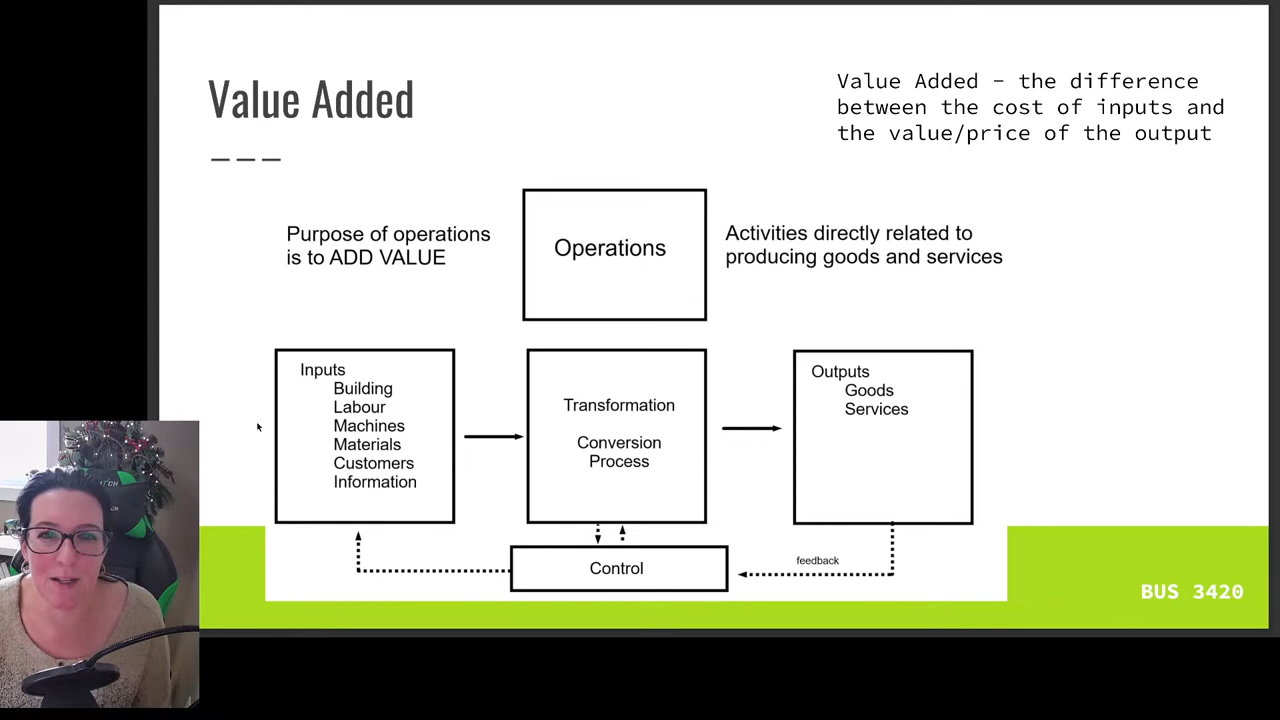 Value Added
Value Added - the difference
between the cost of inputs and
the value/price of the output
Purpose of operations
is to ADD VALUE
Operations
Activities directly related to
producing goods and services
Inputs
Building
Labour
Machines
Materials
Customers
Information
Transformation
Conversion
Process
Outputs
Goods
Services
Control
feedback
BUS 3420